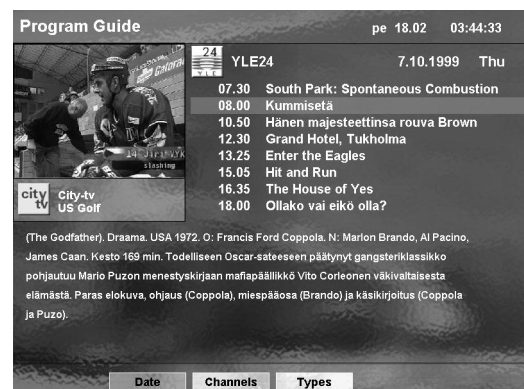 Program Guide
pe 18.02 03:44:33
24
YLE
YLE24 7.10.1999 Thu
07.30 South Park: Spontaneous Combustion
08.00 Kummisetä
10.50 Hänen majesteettinsa rouva Brown
12.30 Grand Hotel, Tukholma
13.25 Enter the Eagles
15.05 Hit and Run
16.35 The House of Yes
18.00 Ollako vai eikö olla?
slashing
city tv
City-tv
US Golf
(The Godfather). Draama. USA 1972. O: Francis Ford Coppola. N: Marlon Brando, Al Pacino,
James Caan. Kesto 169 min. Todelliseen Oscar-sateeseen päätynyt gangsteriklassikko
pohjautuu Mario Puzon menestyskirjaan mafiapäällikkö Vito Corleonen väkivaltaisesta
elämästä. Paras elokuva, ohjaus (Coppola), miespääosa (Brando) ja käsikirjoitus (Coppola
ja Puzo).
Date
Channels
Types